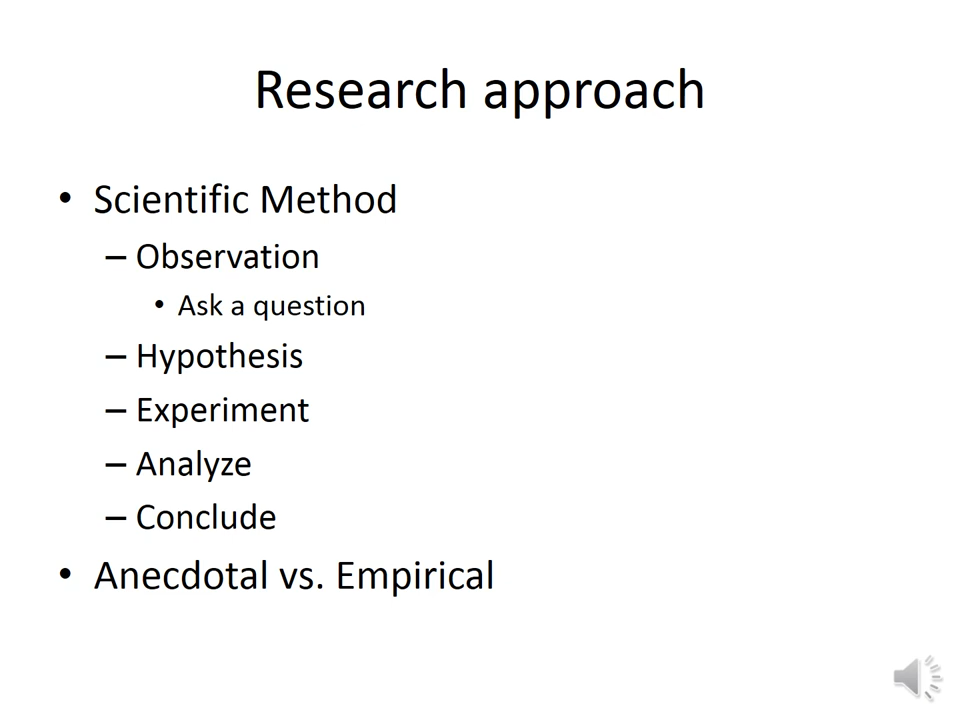 Research approach
• Scientific Method
– Observation
• Ask a question
– Hypothesis
– Experiment
– Analyze
– Conclude
• Anecdotal vs. Empirical